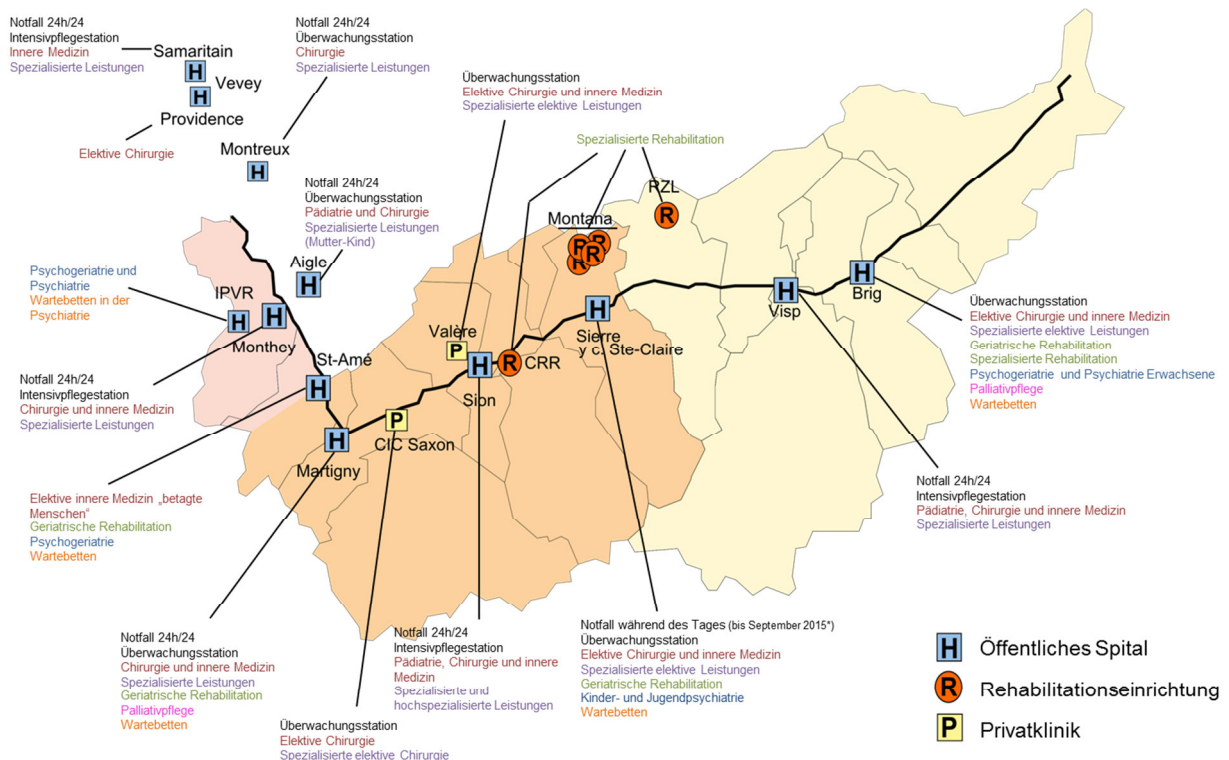 Notfall 24h/24
Intensivpflegestation
Innere Medizin
Spezialisierte Leistungen
Samaritain
H
Vevey
H
Providence
Elektive Chirurgie
Notfall 24h/24
Überwachungsstation
Chirurgie
Spezialisierte Leistungen
Montreux
H
Notfall 24h/24
Überwachungsstation
Pädiatrie und Chirurgie
Spezialisierte Leistungen
(Mutter-Kind)
Aigle
H
Überwachungsstation
Elektive Chirurgie und innere Medizin
Spezialisierte elektive Leistungen
Spezialisierte Rehabilitation
RZL
R
Montana
R
R
R
R
Psychogeriatrie und
Psychiatrie
Wartebetten in der
Psychiatrie
IPVR
H
H
Monthey
St-Amé
H
Valère
P
H
Sion
R
CRR
H
Sierre
y c. Ste-Claire
H
Visp
H
Brig
P
CIC Saxon
H
Martigny
Notfall 24h/24
Intensivpflegestation
Chirurgie und innere Medizin
Spezialisierte Leistungen
Elektive innere Medizin „betagte
Menschen“
Geriatrische Rehabilitation
Psychogeriatrie
Wartebetten
Notfall 24h/24
Überwachungsstation
Chirurgie und innere Medizin
Spezialisierte Leistungen
Geriatrische Rehabilitation
Palliativpflege
Wartebetten
Überwachungsstation
Elektive Chirurgie
Spezialisierte elektive Chirurgie
Notfall 24h/24
Intensivpflegestation
Pädiatrie, Chirurgie und innere
Medizin
Spezialisierte und
hochspezialisierte Leistungen
Notfall während des Tages (bis September 2015*)
Überwachungsstation
Elektive Chirurgie und innere Medizin
Spezialisierte elektive Leistungen
Geriatrische Rehabilitation
Kinder- und Jugendpsychiatrie
Wartebetten
Notfall 24h/24
Intensivpflegestation
Pädiatrie, Chirurgie und innere Medizin
Spezialisierte Leistungen
Überwachungsstation
Elektive Chirurgie und innere Medizin
Spezialisierte elektive Leistungen
Geriatrische Rehabilitation
Spezialisierte Rehabilitation
Psychogeriatrie und Psychiatrie Erwachsene
Palliativpflege
Wartebetten
H Öffentliches Spital
R Rehabilitationseinrichtung
P Privatklinik